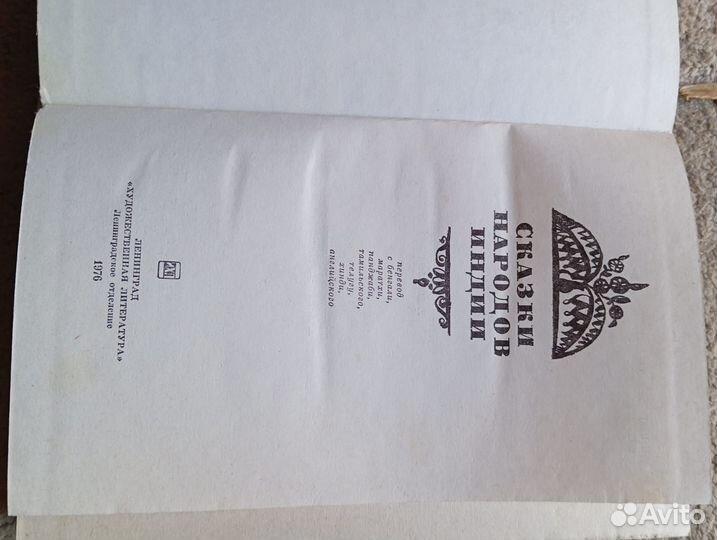 СКАЗКИ
НАРОДОВ
ИНДИИ
перевод
с бенгали,
маратхи,
панджаби,
тамильского,
телугу,
хинди,
английского
ЛЕНИНГРАД
«ХУДОЖЕСТВЕННАЯ ЛИТЕРАТУРА»
Ленинградское отделение
1976
Avito